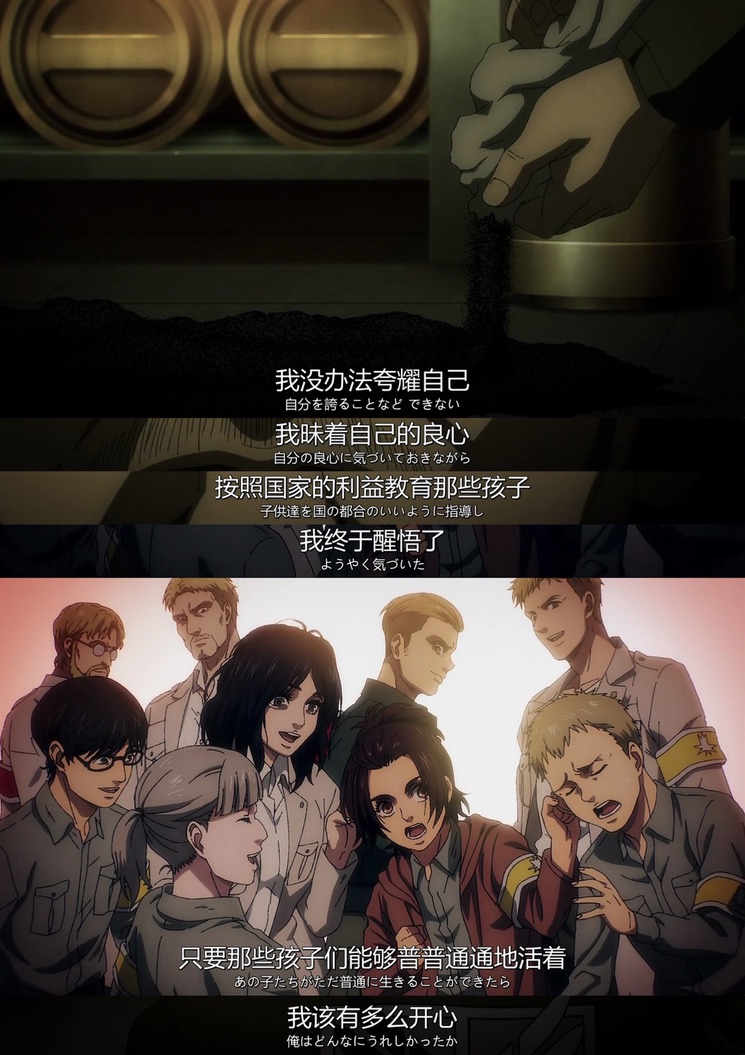 我没办法夸耀自己
自分を誇ることなど できない
我昧着自己的良心
自分の良心に気づいておきながら
按照国家的利益教育那些孩子
子供達を国の都合のいいように指導し
我终于醒悟了
ようやく気づいた
只要那些孩子们能够普普通通地活着
あの子たちがただ普通に生きることができたら
我该有多么开心
俺はどんなにうれしかったか